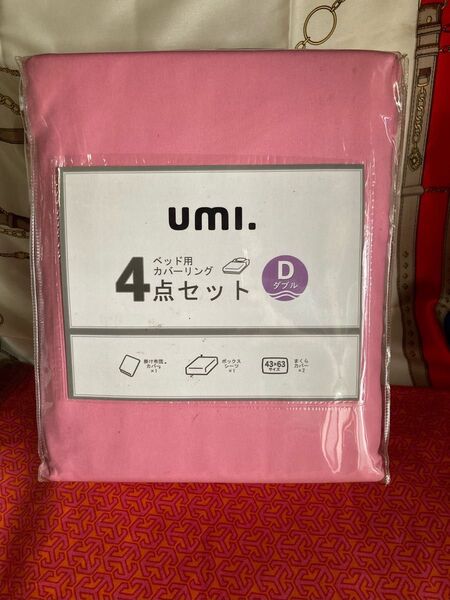 umi.
ベッド用
カバーリング
4点セット
D
ダブル
掛け布団
カバー
×1
ボックス
シーツ
×1
43×63
サイズ
まくら
カバー
×2